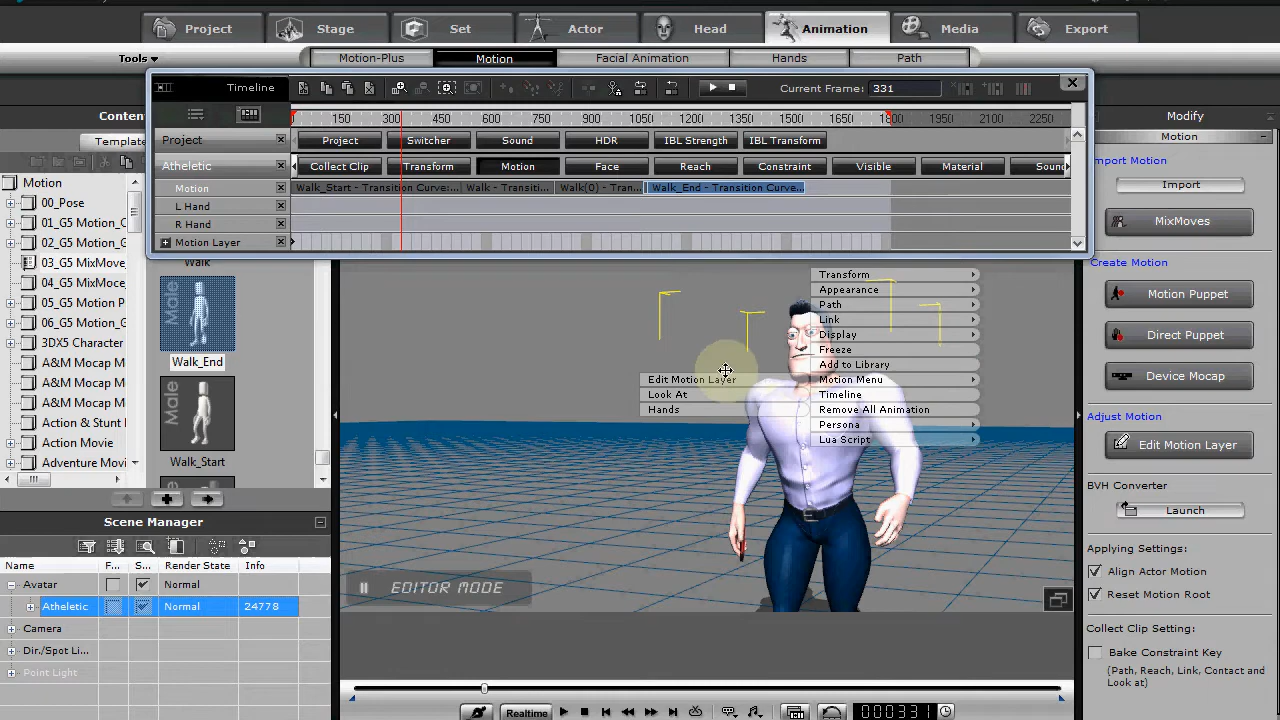 Project Stage Set Actor Head Animation Media Export
Tools Motion-Plus Motion Facial Animation Hands Path
Timeline Current Frame: 331
150 300 450 600 750 900 1050 1200 1350 1500 1650 1950 2100 2250
Project Project Switcher Sound HDR IBL Strength IBL Transform
Atheletic Collect Clip Transform Motion Face Reach Constraint Visible Material Soun
Motion Walk_Start - Transition Curve:... Walk - Transiti... Walk(0) - Tran... Walk_End - Transition Curve...
L Hand
R Hand
Motion Layer
Conten
Template
Motion
00_Pose
01_G5 Motion_C
02_G5 Motion_G
03_G5 MixMove
04_G5 MixMoce
05_G5 Motion P
06_G5 Motion_G
3DX5 Character
A&M Mocap M
A&M Mocap M
A&M Mocap M
Action & Stunt
Action Movie
Adventure Movi
Walk
Male
Walk_End
Male
Walk_Start
Scene Manager
Name F... S... Render State Info
Avatar Normal
Atheletic Normal 24778
Camera
Dir./Spot Li...
Point Light
Transform
Appearance
Path
Link
Display
Freeze
Add to Library
Motion Menu
Timeline
Remove All Animation
Persona
Lua Script
Edit Motion Layer
Look At
Hands
EDITOR MODE
Realtime 000331
Modify
Motion
Import Motion
Import
MixMoves
Create Motion
Motion Puppet
Direct Puppet
Device Mocap
Adjust Motion
Edit Motion Layer
BVH Converter
Launch
Applying Settings:
Align Actor Motion
Reset Motion Root
Collect Clip Setting:
Bake Constraint Key
(Path, Reach, Link, Contact and
Look at)